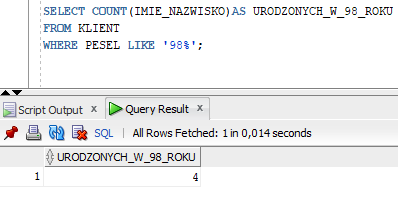 SELECT COUNT(IMIE_NAZWISKO)AS URODZONYCH_W_98_ROKU
FROM KLIENT
WHERE PESEL LIKE '98%';
Script Output x Query Result x
SQL | All Rows Fetched: 1 in 0,014 seconds
URODZONYCH_W_98_ROKU
1 4